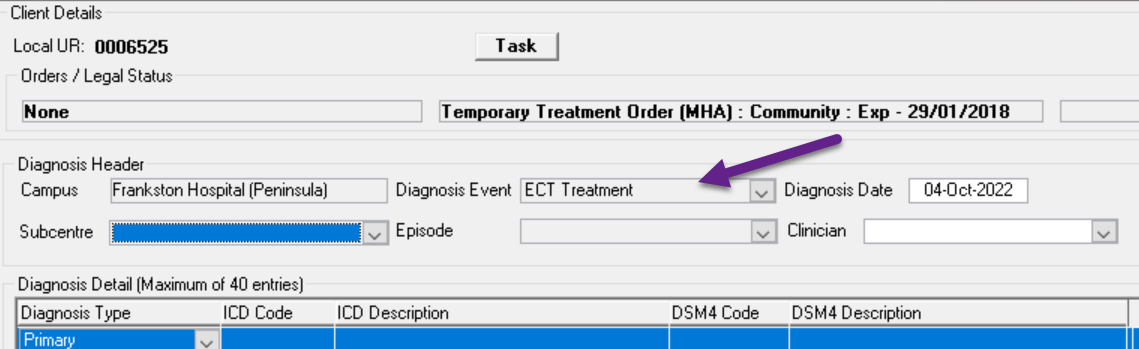 Client Details
Local UR: 0006525 Task
Orders / Legal Status
None Temporary Treatment Order (MHA) : Community : Exp - 29/01/2018
Diagnosis Header
Campus Frankston Hospital (Peninsula) Diagnosis Event ECT Treatment Diagnosis Date 04-Oct-2022
Subcentre Episode Clinician
Diagnosis Detail (Maximum of 40 entries)
Diagnosis Type ICD Code ICD Description DSM4 Code DSM4 Description
Primary